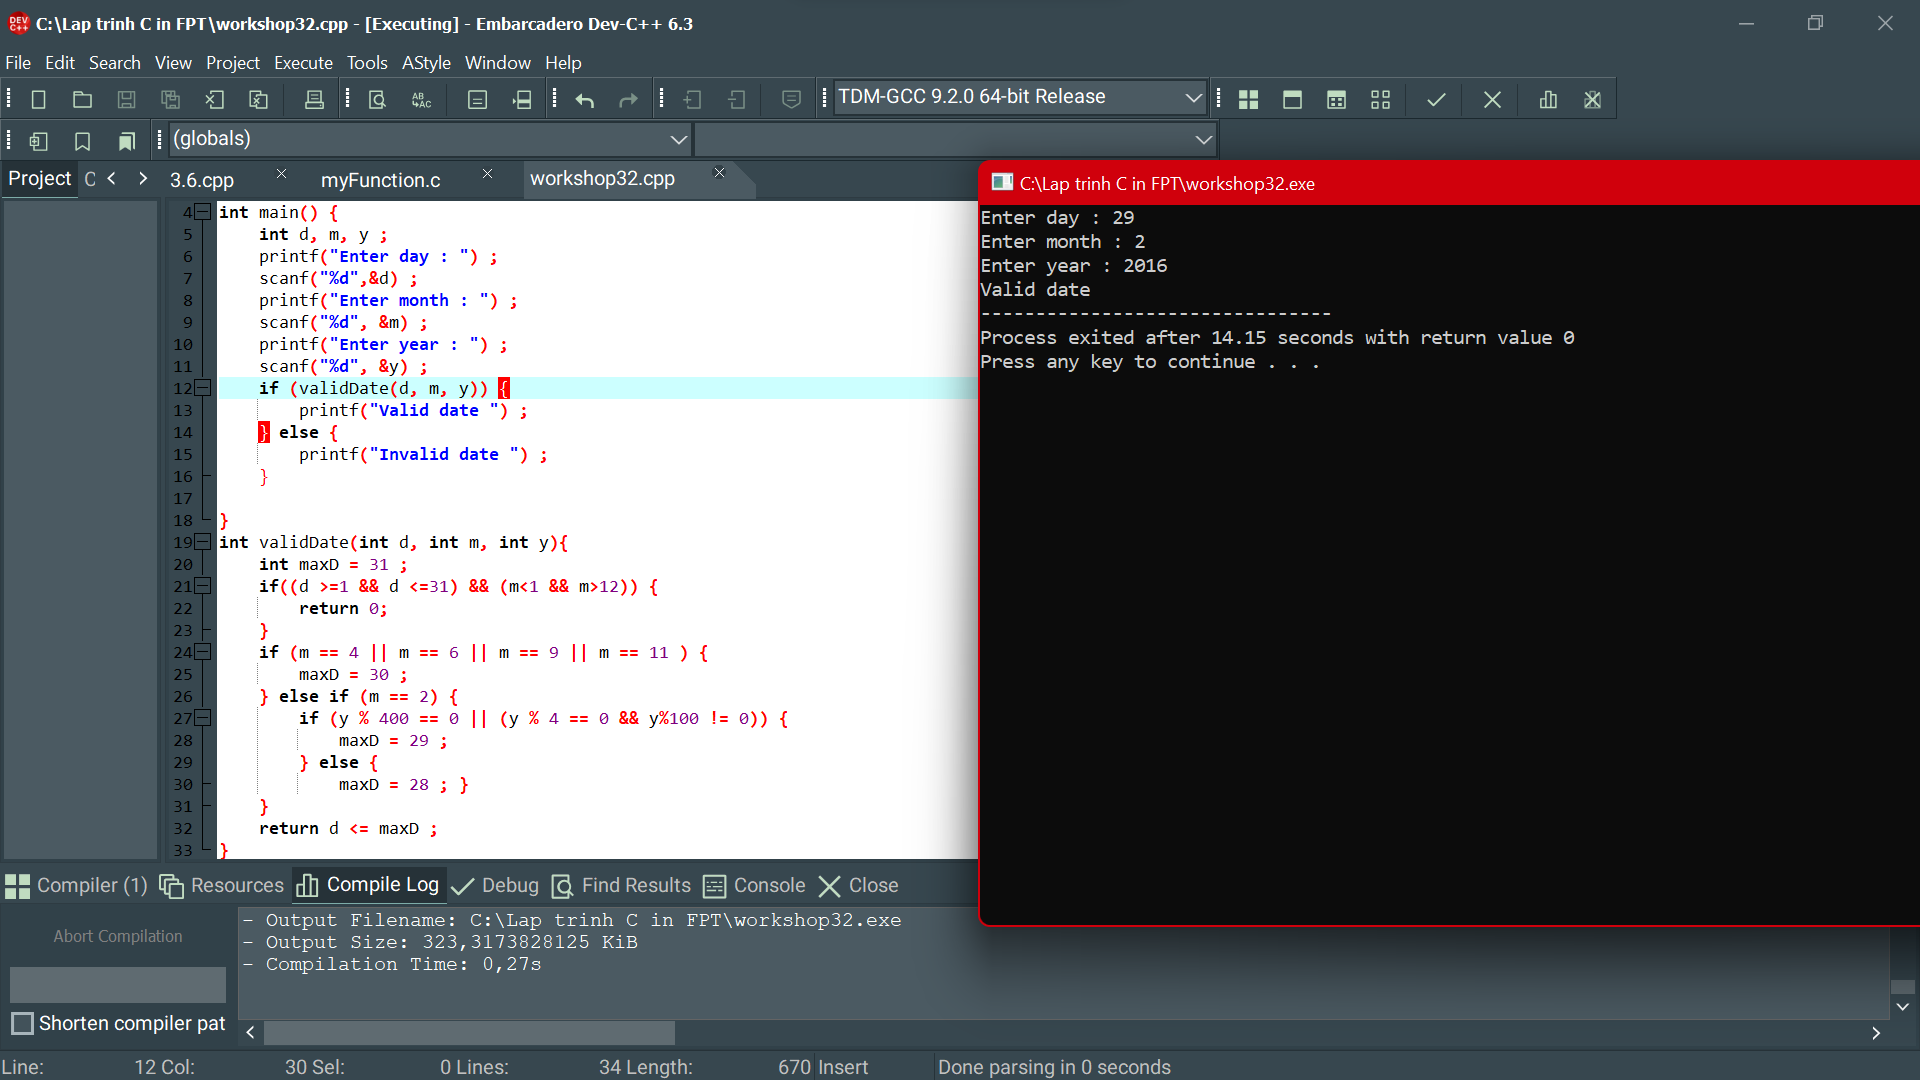 C:\Lap trinh C in FPT\workshop32.cpp - [Executing] - Embarcadero Dev-C++ 6.3
File Edit Search View Project Execute Tools AStyle Window Help
TDM-GCC 9.2.0 64-bit Release
(globals)
Project C 3.6.cpp myFunction.c workshop32.cpp
4 int main() {
5 int d, m, y ;
6 printf("Enter day : ") ;
7 scanf("%d",&d) ;
8 printf("Enter month : ") ;
9 scanf("%d", &m) ;
10 printf("Enter year : ") ;
11 scanf("%d", &y) ;
12 if (validDate(d, m, y)) {
13 printf("Valid date ") ;
14 } else {
15 printf("Invalid date ") ;
16 }
17
18 }
19 int validDate(int d, int m, int y){
20 int maxD = 31 ;
21 if((d >=1 && d <=31) && (m<1 && m>12)) {
22 return 0;
23 }
24 if (m == 4 || m == 6 || m == 9 || m == 11 ) {
25 maxD = 30 ;
26 } else if (m == 2) {
27 if (y % 400 == 0 || (y % 4 == 0 && y%100 != 0)) {
28 maxD = 29 ;
29 } else {
30 maxD = 28 ; }
31 }
32 return d <= maxD ;
33 }
C:\Lap trinh C in FPT\workshop32.exe
Enter day : 29
Enter month : 2
Enter year : 2016
Valid date
--------------------------------
Process exited after 14.15 seconds with return value 0
Press any key to continue . . .
Compiler (1) Resources Compile Log Debug Find Results Console Close
Abort Compilation
Shorten compiler pat
- Output Filename: C:\Lap trinh C in FPT\workshop32.exe
- Output Size: 323,3173828125 KiB
- Compilation Time: 0,27s
Line: 12 Col: 30 Sel: 0 Lines: 34 Length: 670 Insert Done parsing in 0 seconds